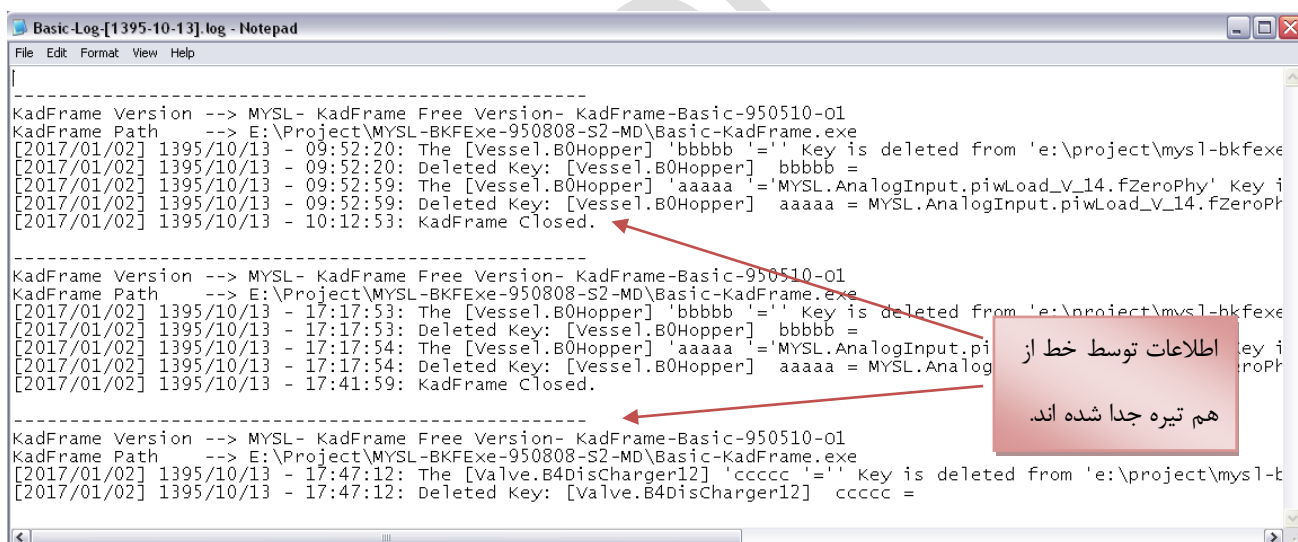 Basic-Log-[1395-10-13].log - Notepad
File Edit Format View Help
----------------------------------------------------------
KadFrame Version --> MYSL- KadFrame Free Version- KadFrame-Basic-950510-01
KadFrame Path --> E:\Project\MYSL-BKFExe-950808-S2-MD\Basic-KadFrame.exe
[2017/01/02] 1395/10/13 - 09:52:20: The [Vessel.B0Hopper] 'bbbbb '='' Key is deleted from 'e:\project\mysl-bkfexe
[2017/01/02] 1395/10/13 - 09:52:20: Deleted Key: [Vessel.B0Hopper] bbbbb =
[2017/01/02] 1395/10/13 - 09:52:59: The [Vessel.B0Hopper] 'aaaaa '='MYSL.AnalogInput.piwLoad_V_14.fZeroPhy' Key i
[2017/01/02] 1395/10/13 - 09:52:59: Deleted Key: [Vessel.B0Hopper] aaaaa = MYSL.AnalogInput.piwLoad_V_14.fZeroPh
[2017/01/02] 1395/10/13 - 10:12:53: KadFrame Closed.
----------------------------------------------------------
KadFrame Version --> MYSL- KadFrame Free Version- KadFrame-Basic-950510-01
KadFrame Path --> E:\Project\MYSL-BKFExe-950808-S2-MD\Basic-KadFrame.exe
[2017/01/02] 1395/10/13 - 17:17:53: The [Vessel.B0Hopper] 'bbbbb '='' Key is deleted from 'e:\project\mysl-bkfexe
[2017/01/02] 1395/10/13 - 17:17:53: Deleted Key: [Vessel.B0Hopper] bbbbb =
[2017/01/02] 1395/10/13 - 17:17:54: The [Vessel.B0Hopper] 'aaaaa '='MYSL.AnalogInput.pi ey i
[2017/01/02] 1395/10/13 - 17:17:54: Deleted Key: [Vessel.B0Hopper] aaaaa = MYSL.Analog eroPh
[2017/01/02] 1395/10/13 - 17:41:59: KadFrame Closed.
اطلاعات توسط خط از
هم تیره جدا شده اند.
----------------------------------------------------------
KadFrame Version --> MYSL- KadFrame Free Version- KadFrame-Basic-950510-01
KadFrame Path --> E:\Project\MYSL-BKFExe-950808-S2-MD\Basic-KadFrame.exe
[2017/01/02] 1395/10/13 - 17:47:12: The [Valve.B4DisCharger12] 'ccccc '='' Key is deleted from 'e:\project\mysl-b
[2017/01/02] 1395/10/13 - 17:47:12: Deleted Key: [Valve.B4DisCharger12] ccccc =